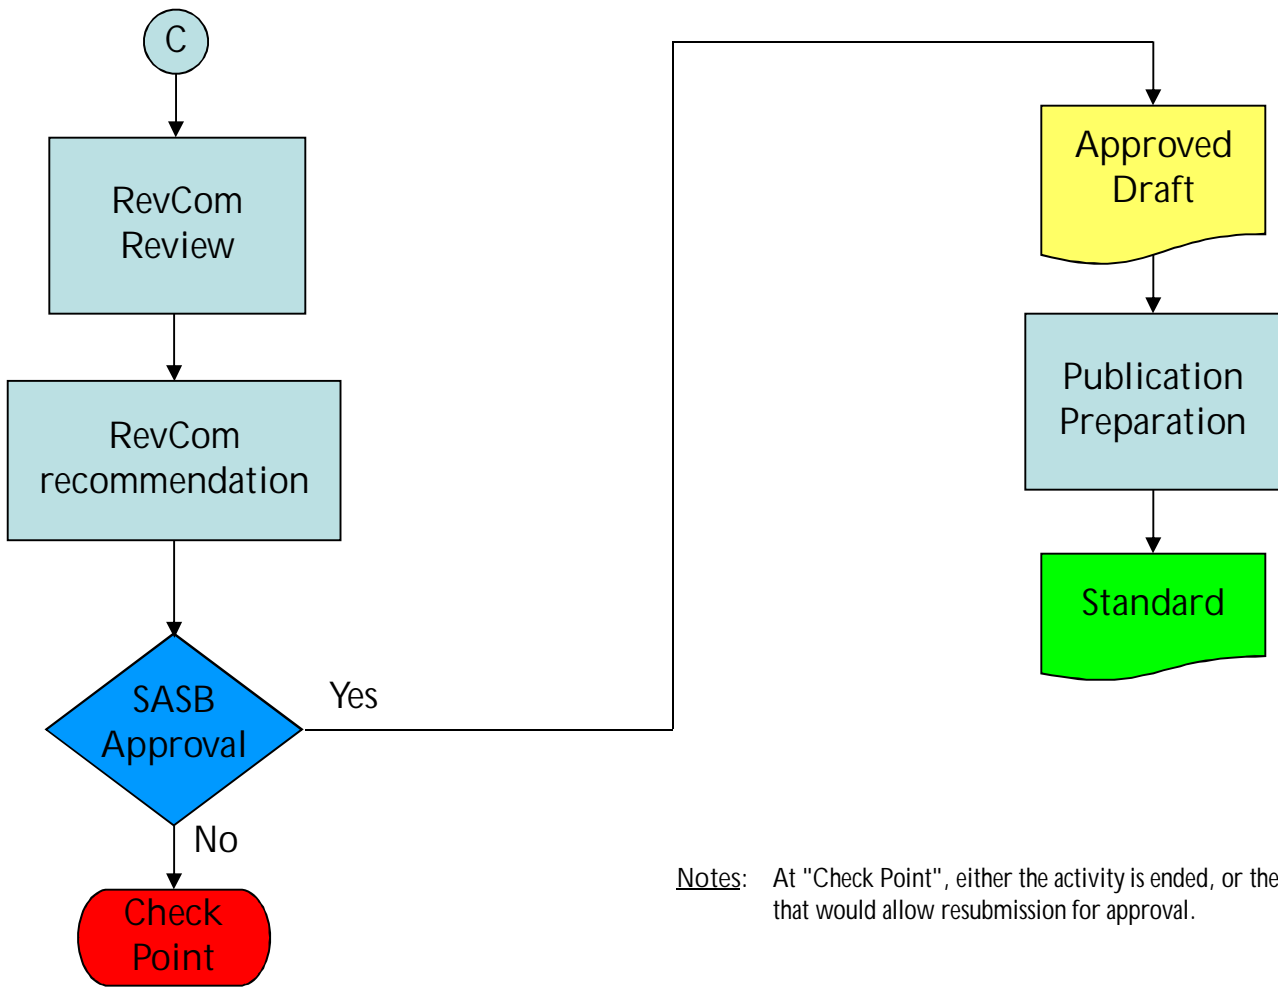 C
RevCom
Review
RevCom
recommendation
SASB
Approval
Yes
No
Check
Point
Approved
Draft
Publication
Preparation
Standard
Notes: At "Check Point", either the activity is ended, or the
that would allow resubmission for approval.